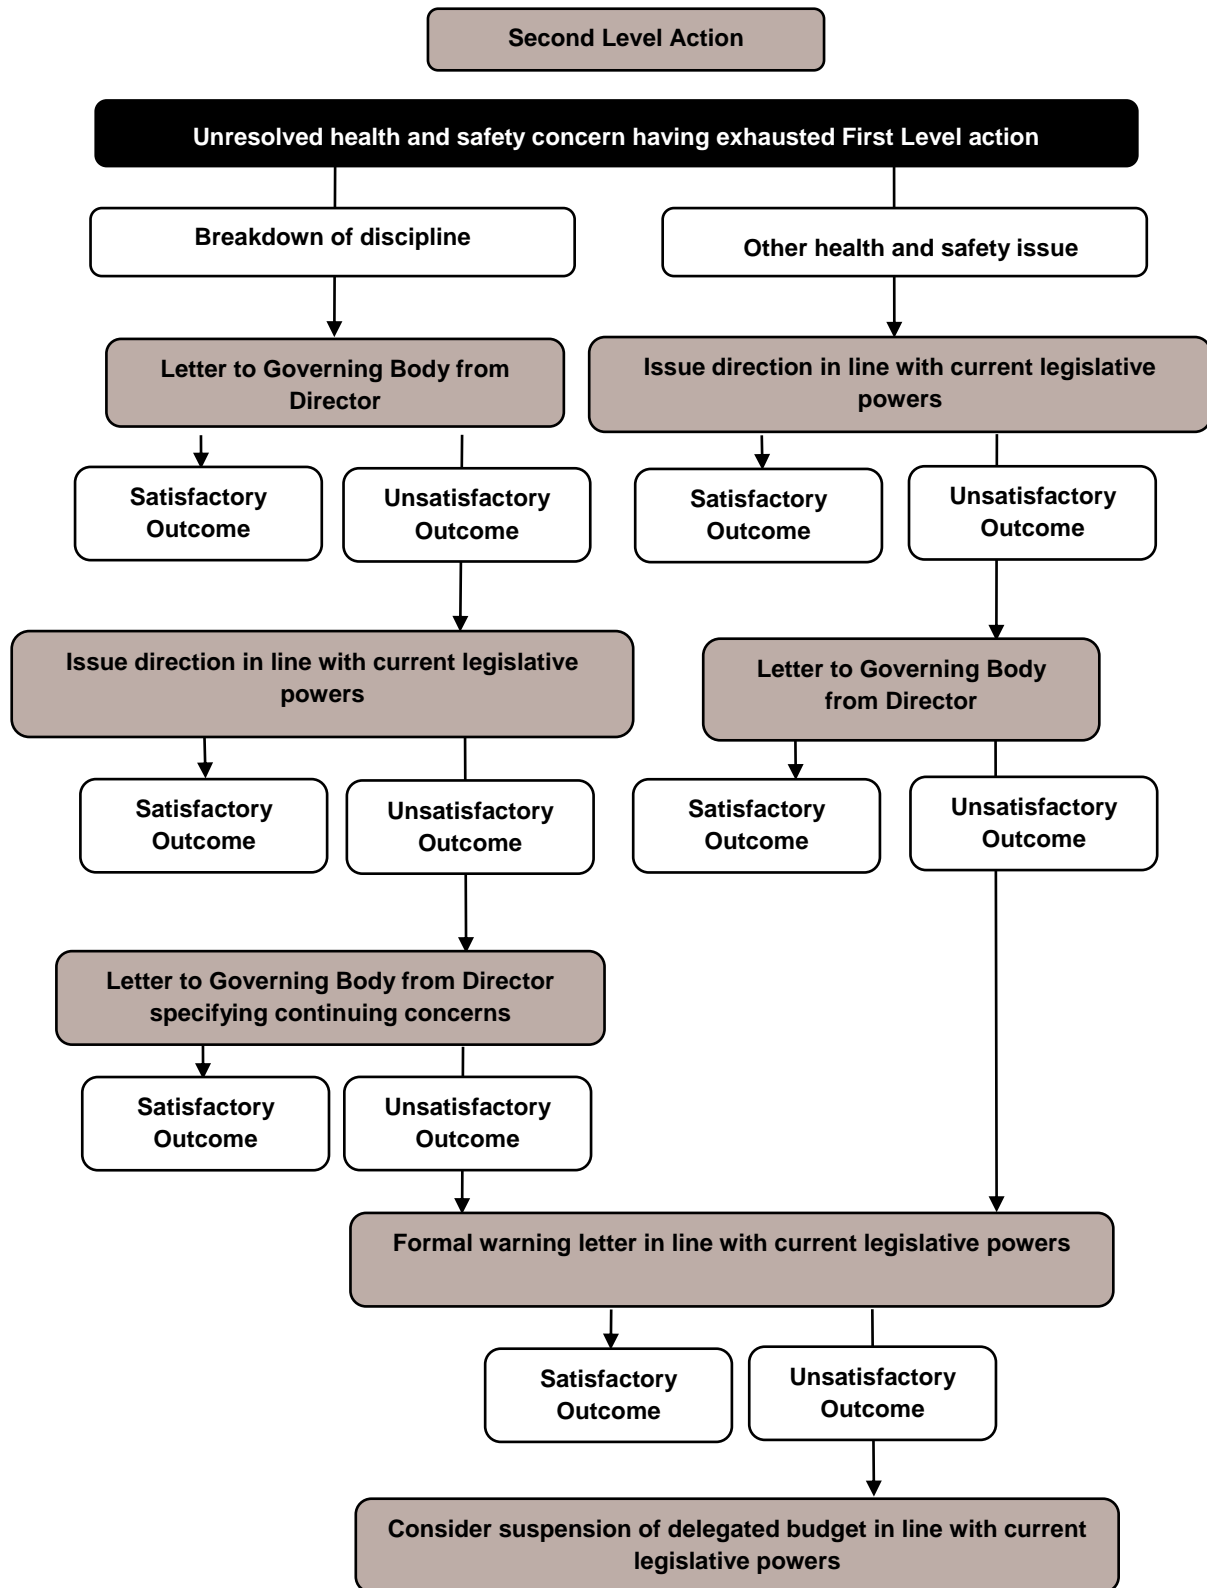 Second Level Action
Unresolved health and safety concern having exhausted First Level action
Breakdown of discipline
Other health and safety issue
Letter to Governing Body from
Director
Issue direction in line with current legislative
powers
Satisfactory
Outcome
Unsatisfactory
Outcome
Satisfactory
Outcome
Unsatisfactory
Outcome
Issue direction in line with current legislative
powers
Letter to Governing Body
from Director
Satisfactory
Outcome
Unsatisfactory
Outcome
Satisfactory
Outcome
Unsatisfactory
Outcome
Letter to Governing Body from Director
specifying continuing concerns
Satisfactory
Outcome
Unsatisfactory
Outcome
Formal warning letter in line with current legislative powers
Satisfactory
Outcome
Unsatisfactory
Outcome
Consider suspension of delegated budget in line with current
legislative powers